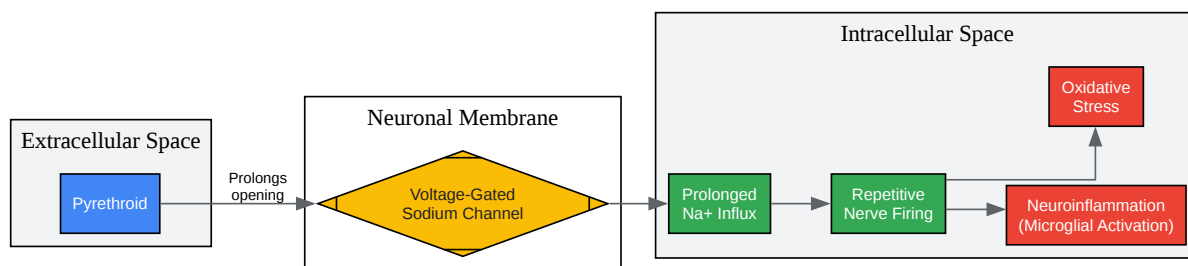 Extracellular Space
Pyrethroid
Prolongs
opening
Neuronal Membrane
Voltage-Gated
Sodium Channel
Intracellular Space
Prolonged
Na+ Influx
Repetitive
Nerve Firing
Oxidative
Stress
Neuroinflammation
(Microglial Activation)